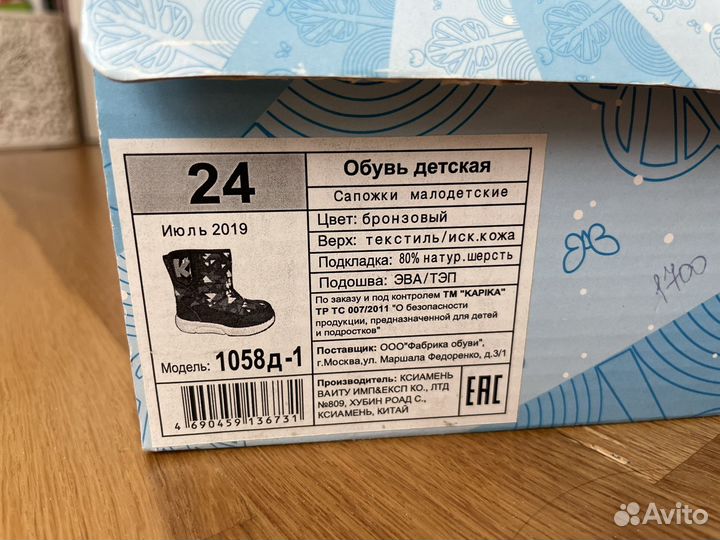 24
Июль 2019
K
Модель: 1058д-1
4 690459 136731
Обувь детская
Сапожки малодетские
Цвет: бронзовый
Верх: текстиль/иск.кожа
Подкладка: 80% натур.шерсть
Подошва: ЭВА/ТЭП
По заказу и под контролем ТМ "KAPIKA"
ТР ТС 007/2011 "О безопасности
продукции, предназначенной для детей
и подростков"
Поставщик: ООО"Фабрика обуви",
г.Москва,ул. Маршала Федоренко, д.3/1
Производитель: КСИАМЕНЬ
ВАИТУ ИМП&ЕКСП КО., ЛТД
№809, ХУБИН РОАД С.,
КСИАМЕНЬ, КИТАЙ
EAC
1700
Avito